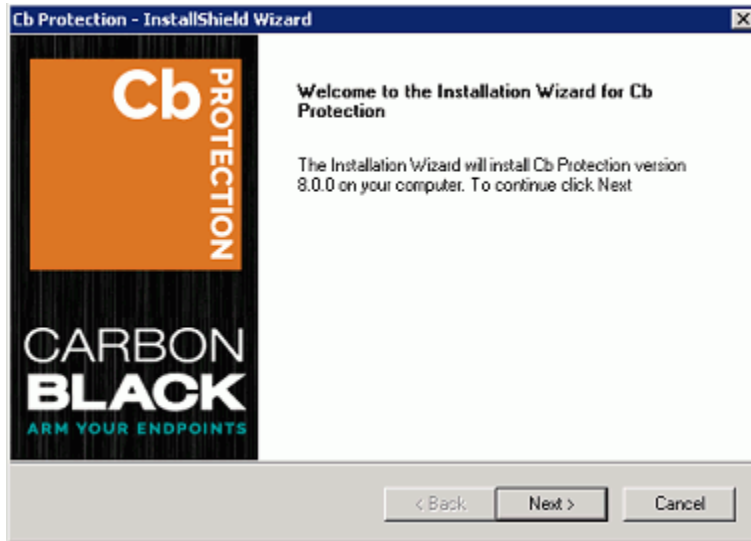 Cb Protection - InstallShield Wizard
Cb
PROTECTION
CARBON
BLACK
ARM YOUR ENDPOINTS
Welcome to the Installation Wizard for Cb
Protection
The Installation Wizard will install Cb Protection version
8.0.0 on your computer. To continue click Next
< Back
Next >
Cancel